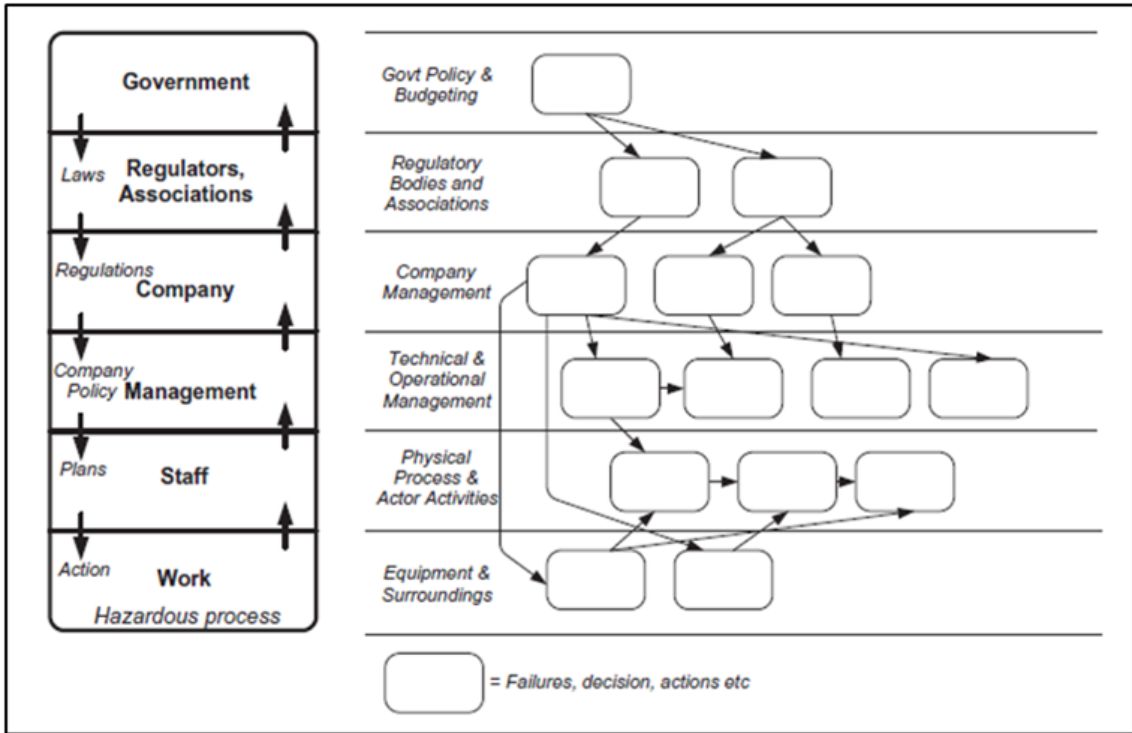 Government
Laws
Regulators,
Associations
Regulations
Company
Company
Policy
Management
Plans
Staff
Action
Work
Hazardous process
Govt Policy &
Budgeting
Regulatory
Bodies and
Associations
Company
Management
Technical &
Operational
Management
Physical
Process &
Actor Activities
Equipment &
Surroundings
= Failures, decision, actions etc